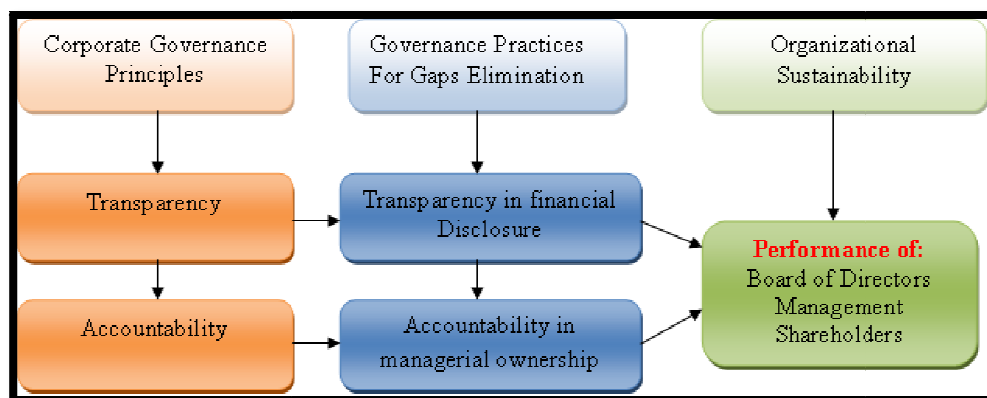 Corporate Governance
Principles
Governance Practices
For Gaps Elimination
Organizational
Sustainability
Transparency
Transparency in financial
Disclosure
Performance of:
Board of Directors
Management
Shareholders
Accountability
Accountability in
managerial ownership